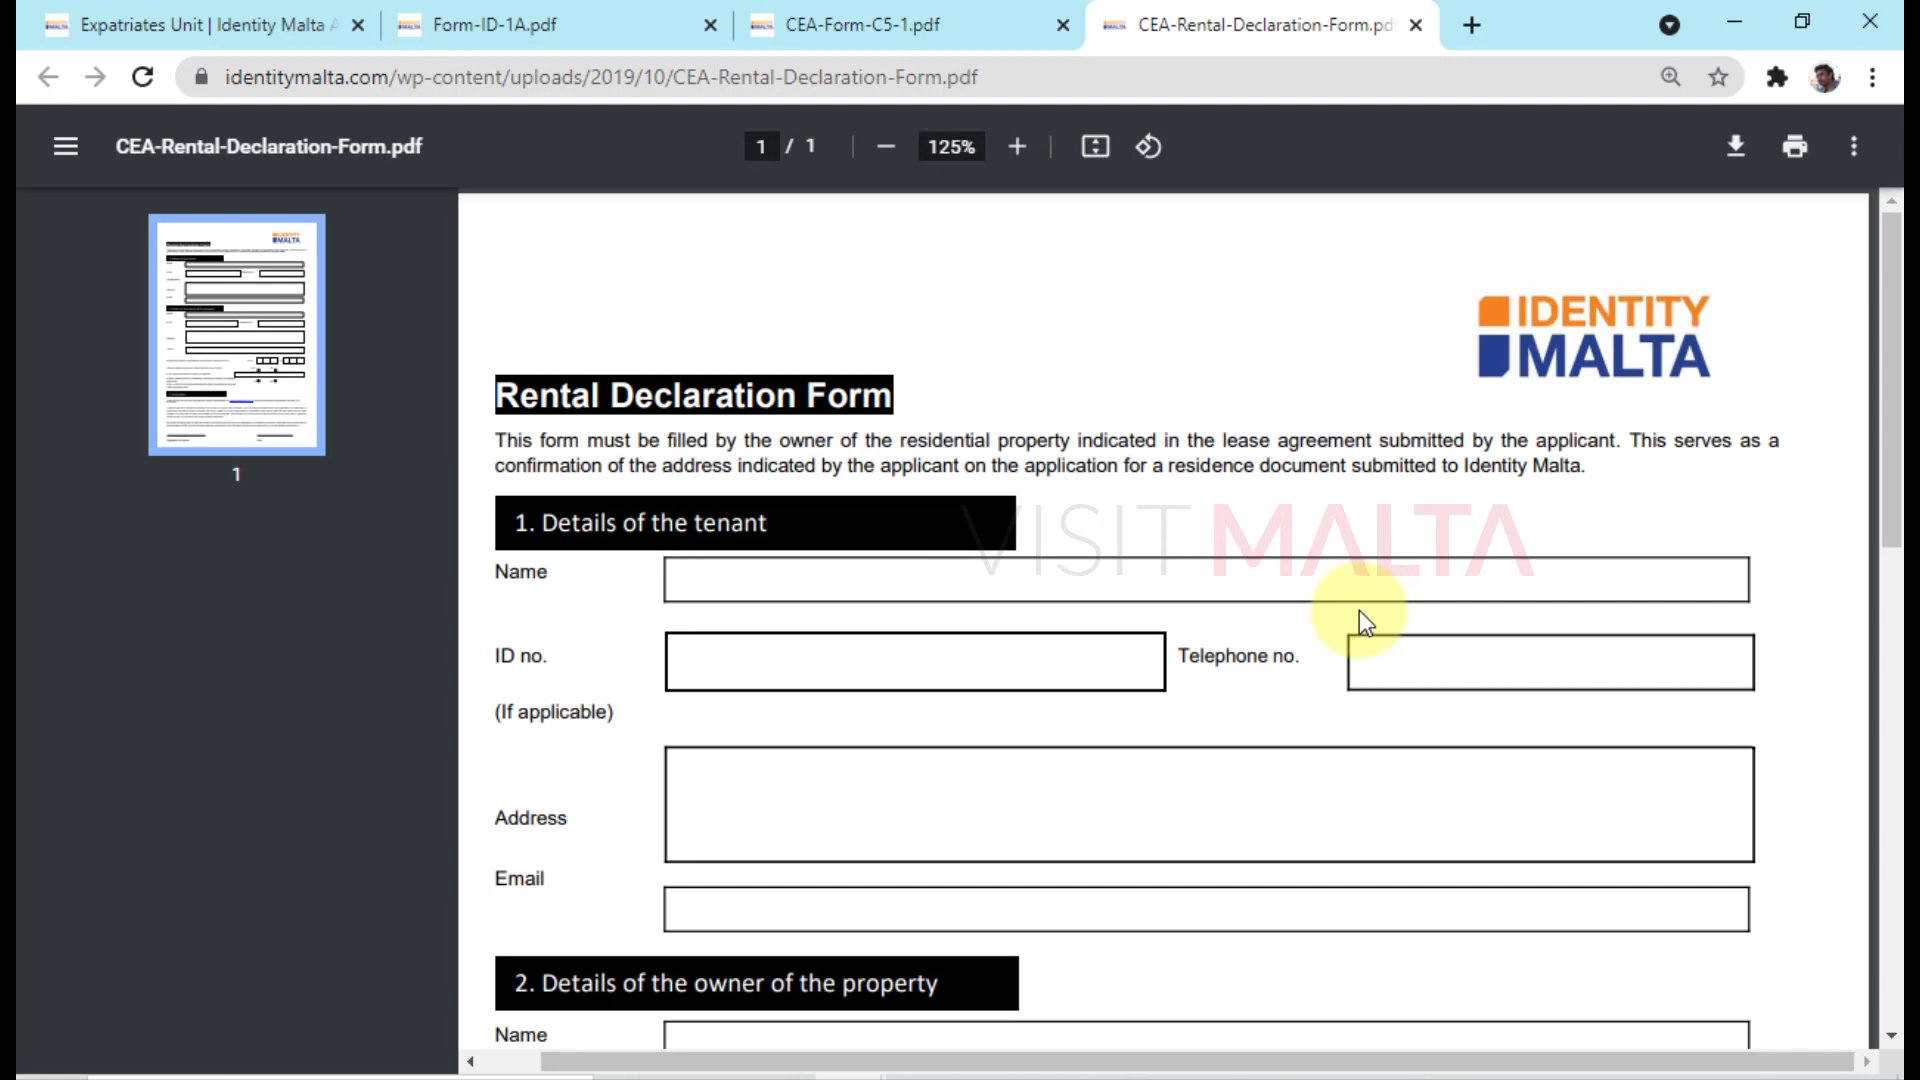 Expatriates Unit | Identity Malta A
Form-ID-1A.pdf
CEA-Form-C5-1.pdf
CEA-Rental-Declaration-Form.pd
identitymalta.com/wp-content/uploads/2019/10/CEA-Rental-Declaration-Form.pdf
CEA-Rental-Declaration-Form.pdf
1 / 1
125%
IDENTITY
MALTA
Rental Declaration Form
This form must be filled by the owner of the residential property indicated in the lease agreement submitted by the applicant. This serves as a
confirmation of the address indicated by the applicant on the application for a residence document submitted to Identity Malta.
1
VISIT MALTA
1. Details of the tenant
Name
ID no.
Telephone no.
(If applicable)
Address
Email
2. Details of the owner of the property
Name